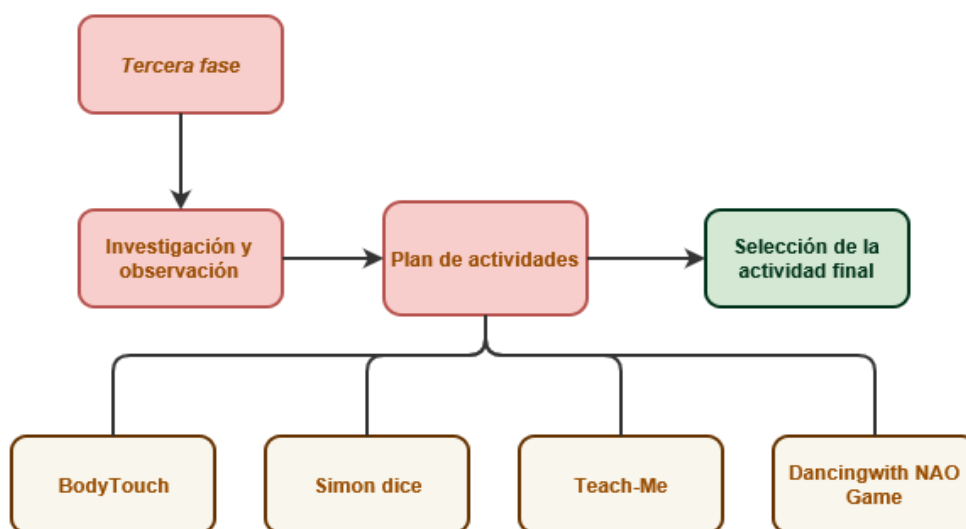 Tercera fase
Investigación y
observación
Plan de actividades
Selección de la
actividad final
BodyTouch
Simon dice
Teach-Me
Dancingwith NAO
Game